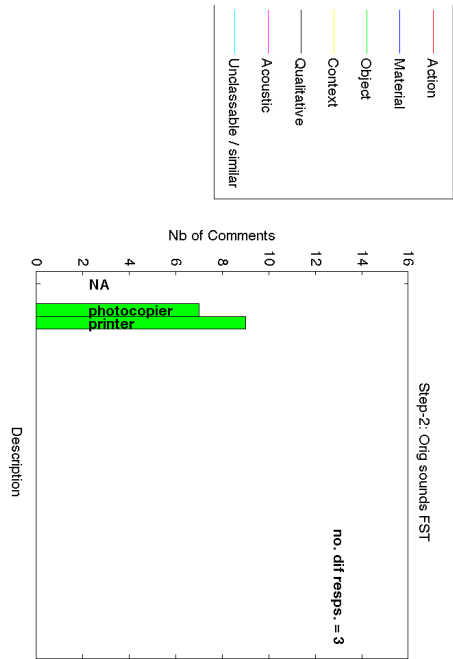 Action
Material
Object
Context
Qualitative
Acoustic
Unclassable / similar
Step-2: Orig sounds FST
no. dif resps. = 3
Nb of Comments
0
2
4
6
8
10
12
14
16
NA
photocopier
printer
Description